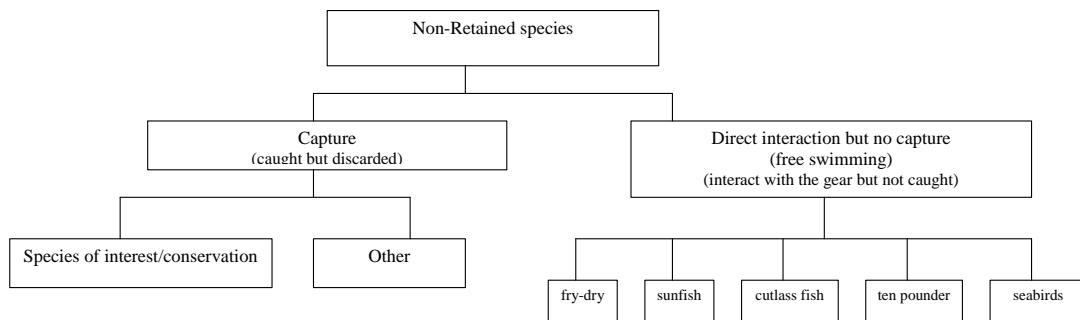 Non-Retained species
Capture
(caught but discarded)
Direct interaction but no capture
(free swimming)
(interact with the gear but not caught)
Species of interest/conservation
Other
fry-dry
sunfish
cutlass fish
ten pounder
seabirds